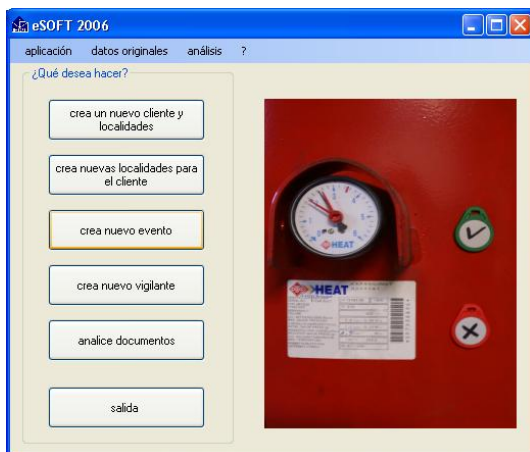 eSOFT 2006
aplicación datos originales análisis ?
¿Qué desea hacer?
crea un nuevo cliente y
localidades
crea nuevas localidades para
el cliente
crea nuevo evento
crea nuevo vigilante
analice documentos
salida
HEAT
HEAT